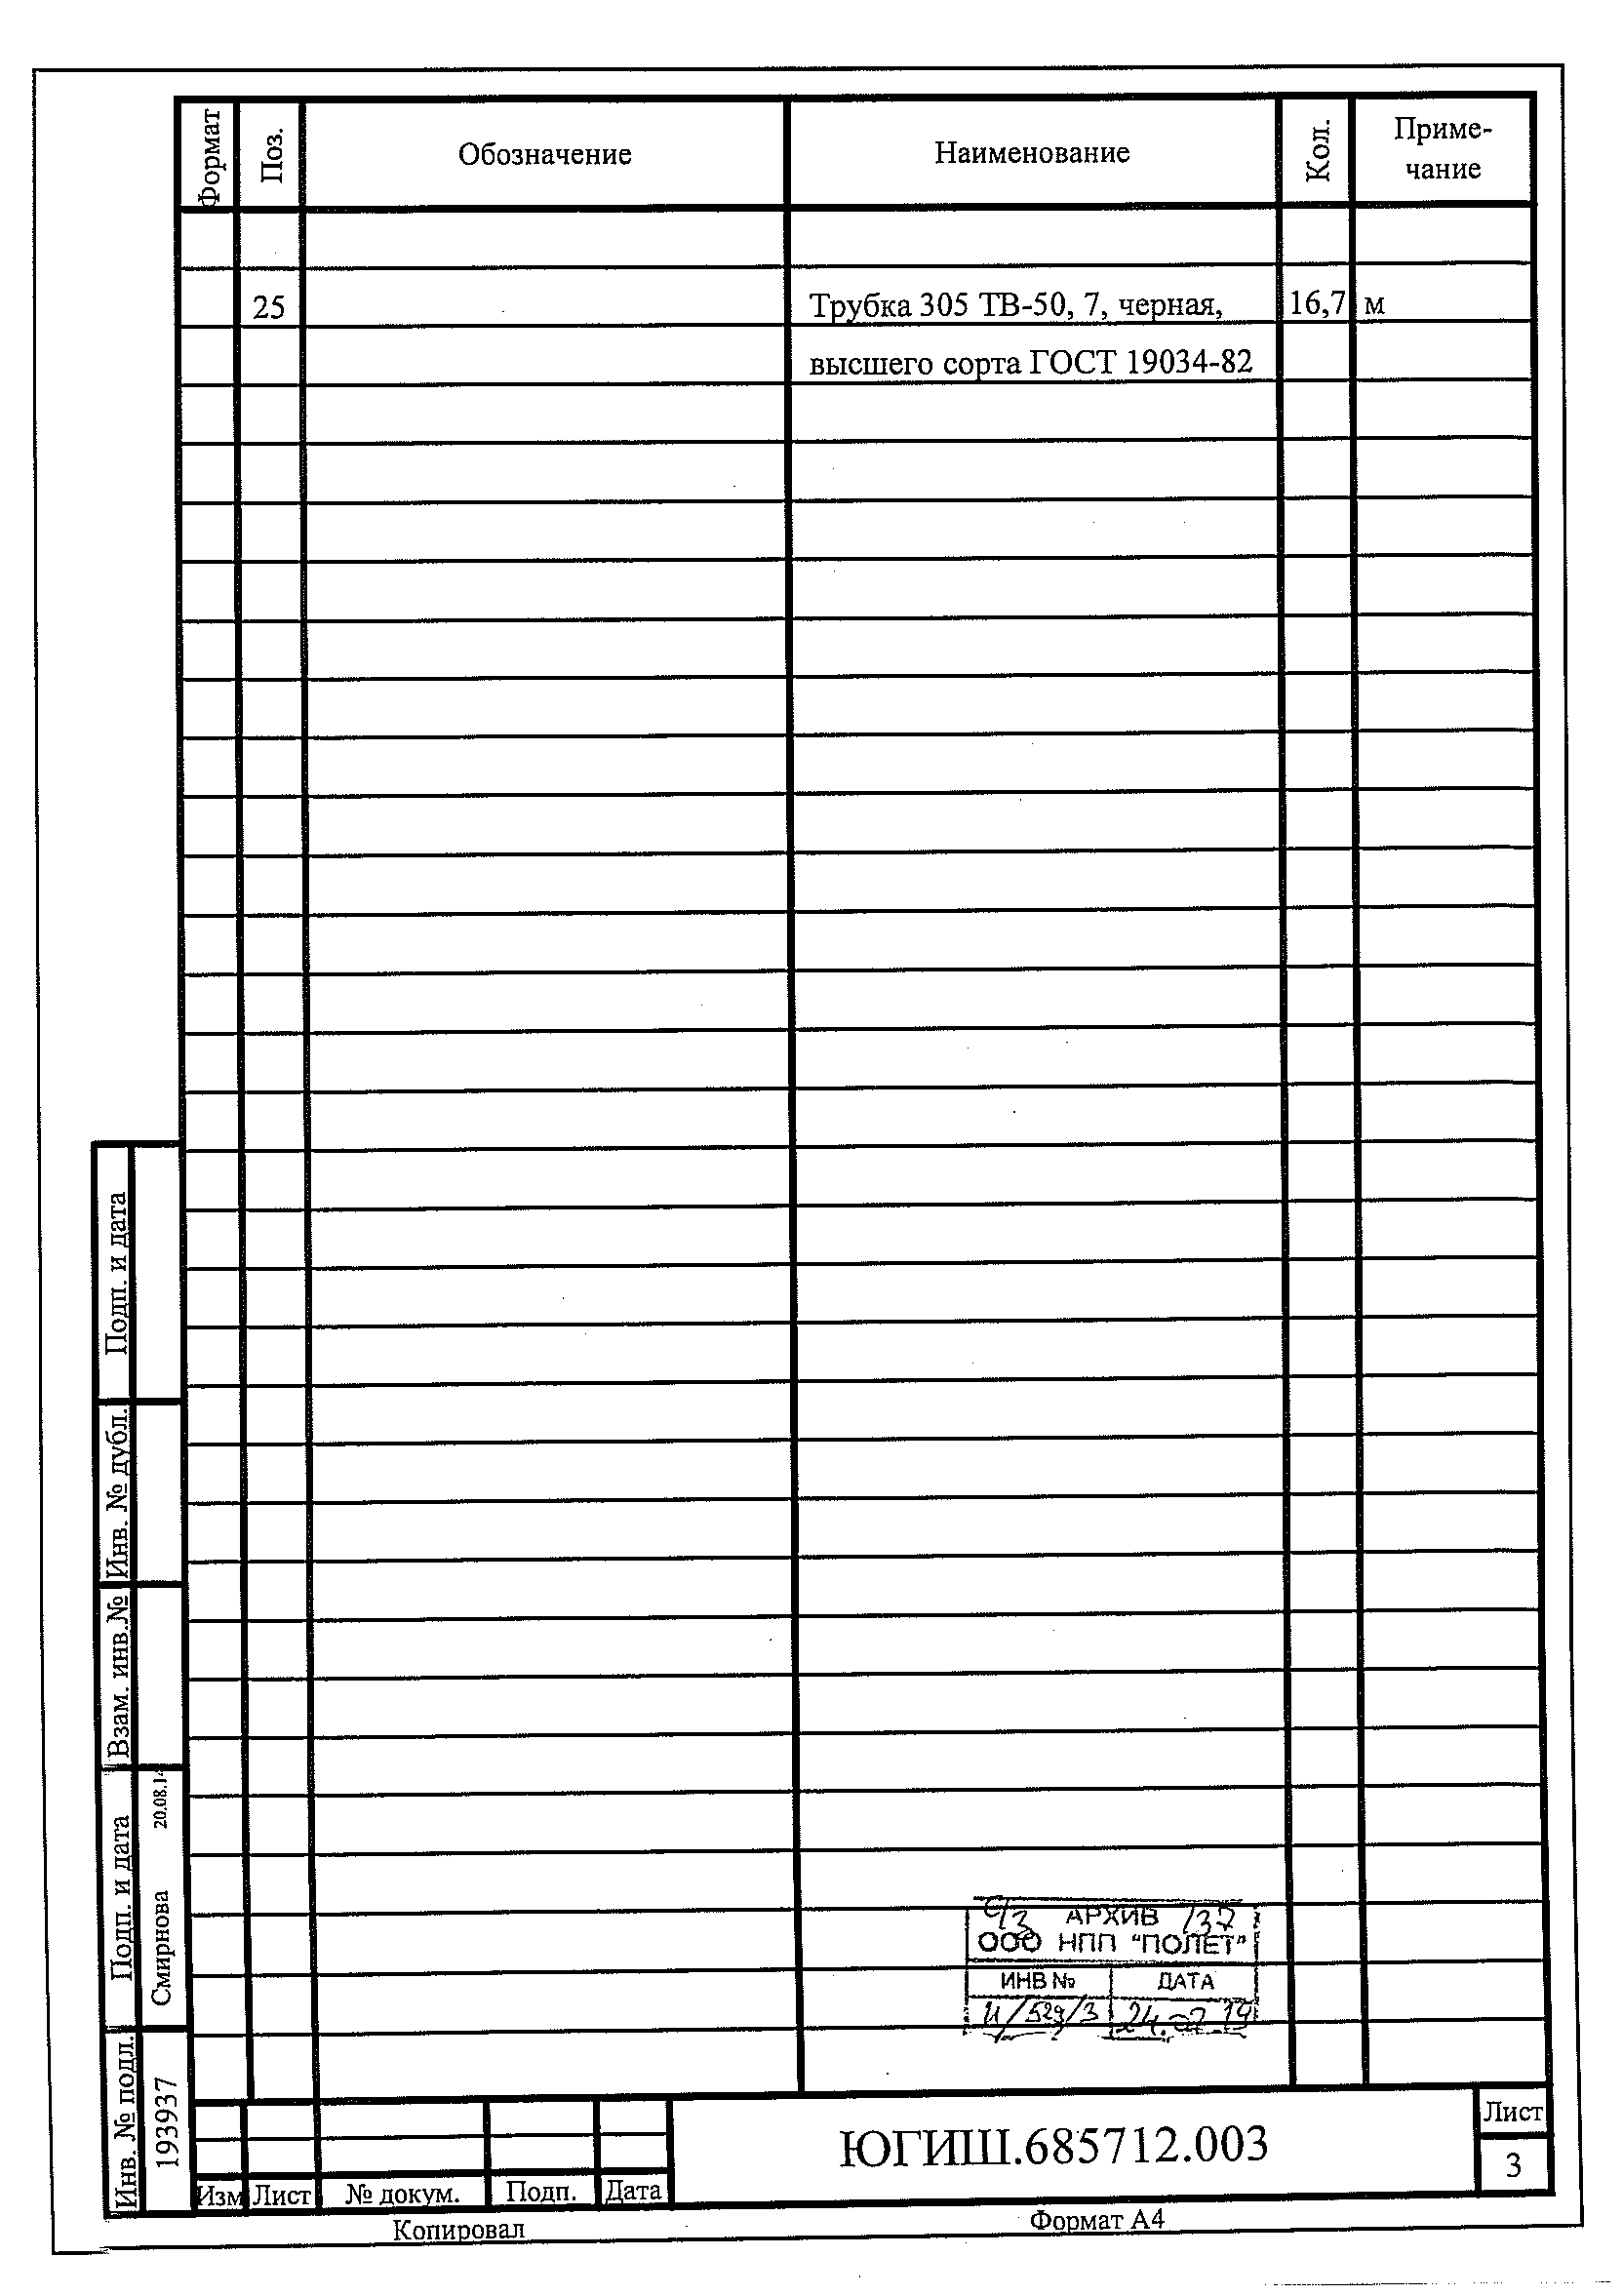 Формат Поз. Обозначение Наименование Кол. Приме-
чание
25 Трубка 305 ТВ-50, 7, черная, 16,7 м
высшего сорта ГОСТ 19034-82
Подп. и дата
Инв. № дубл.
Взам. инв.№
Подп. и дата
Смирнова 20.08.14
Инв. № подл.
193937
АРХИВ 137
ООО НПП "ПОЛЕТ"
ИНВ № ДАТА
И/529/3 24.07.19
ЮГИШ.685712.003
Лист
3
Изм Лист № докум. Подп. Дата
Копировал Формат А4